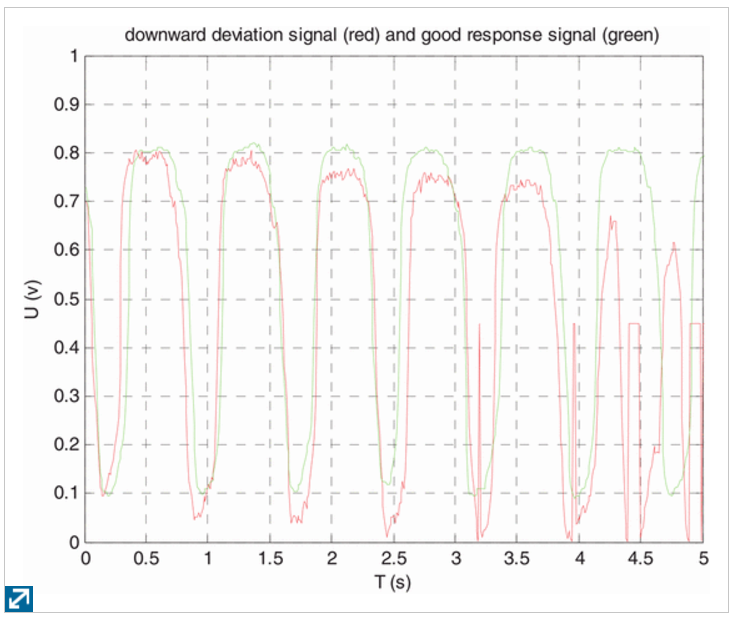 downward deviation signal (red) and good response signal (green)
1
0.9
0.8
0.7
0.6
0.5
0.4
0.3
0.2
0.1
0
U (v)
0 0.5 1 1.5 2 2.5 3 3.5 4 4.5 5
T (s)